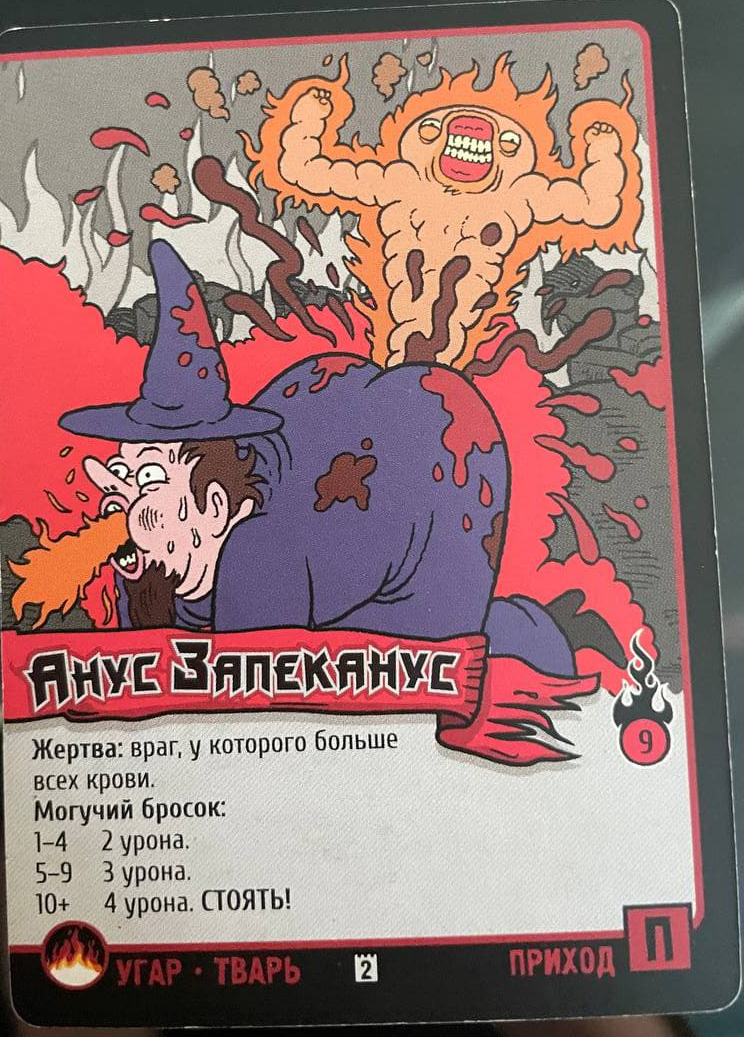 Анус Запеканус
9
Жертва: враг, у которого больше
всех крови.
Могучий бросок:
1–4 2 урона.
5–9 3 урона.
10+ 4 урона. СТОЯТЬ!
УГАР · ТВАРЬ 2 ПРИХОД П